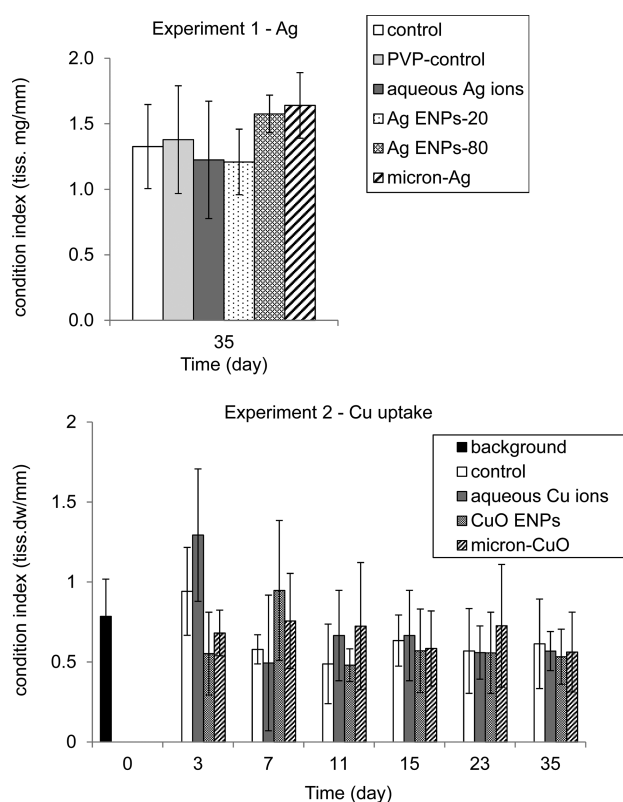 Experiment 1 - Ag
condition index (tiss. mg/mm)
2.0
1.5
1.0
0.5
0.0
35
Time (day)
control
PVP-control
aqueous Ag ions
Ag ENPs-20
Ag ENPs-80
micron-Ag
Experiment 2 - Cu uptake
condition index (tiss.dw/mm)
2
1.5
1
0.5
0
0 3 7 11 15 23 35
Time (day)
background
control
aqueous Cu ions
CuO ENPs
micron-CuO